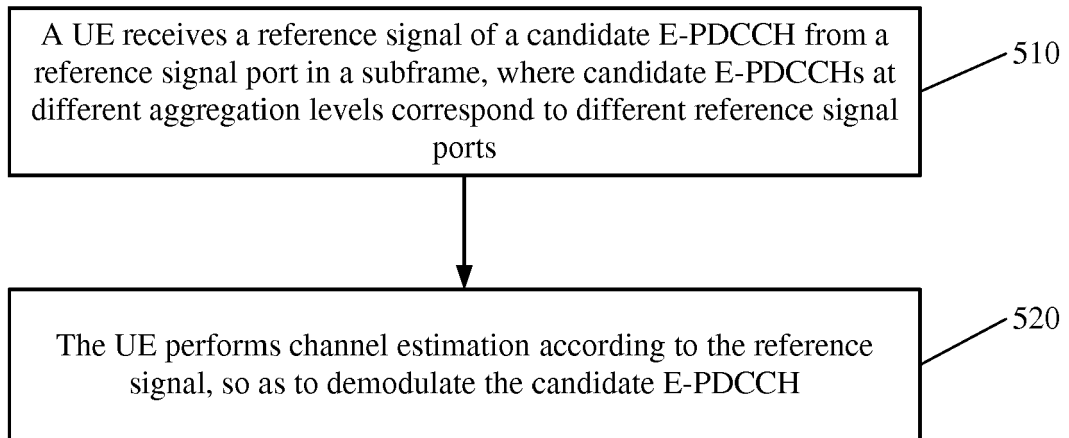 A UE receives a reference signal of a candidate E-PDCCH from a
reference signal port in a subframe, where candidate E-PDCCHs at
different aggregation levels correspond to different reference signal
ports
510
The UE performs channel estimation according to the reference
signal, so as to demodulate the candidate E-PDCCH
520